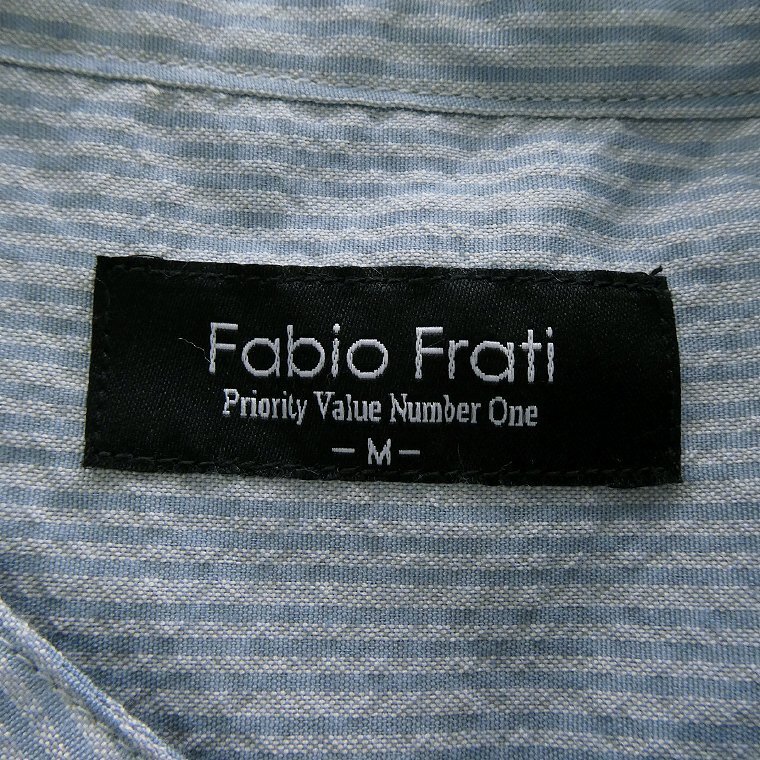 Fabio Frati
Priority Value Number One
- M -